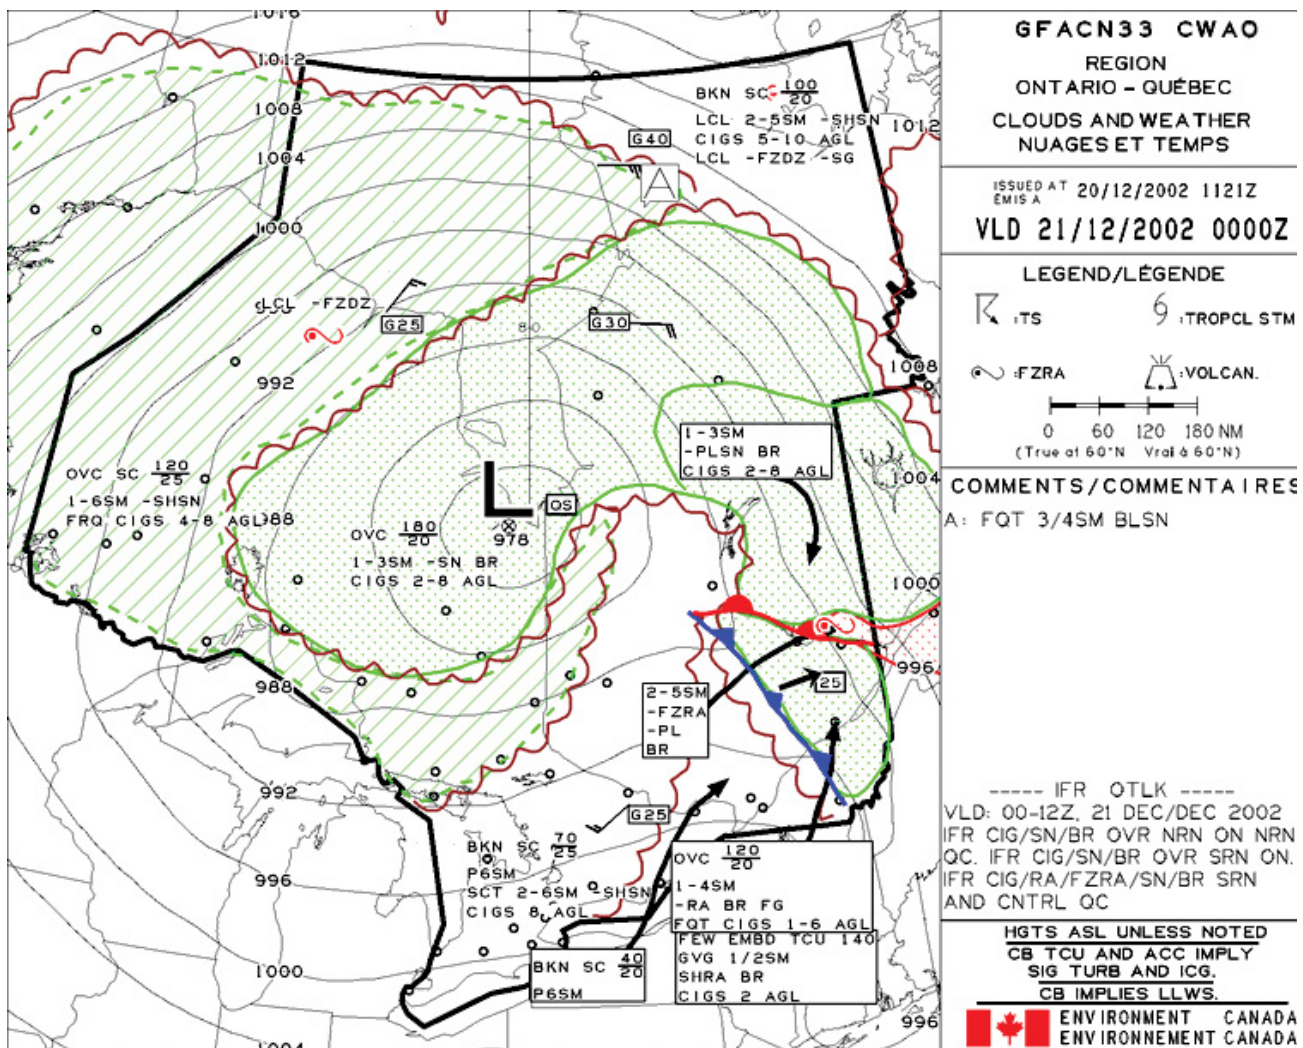 1016
1012
1008
1004
1000
992
988
988
992
996
1000
1004
1012
1008
1004
1000
996
996
BKN SC 100/20
LCL 2-5SM -SHSN
CIGS 5-10 AGL
LCL -FZDZ -SG
G40
A
LCL -FZDZ
G25
80
G30
1-3SM
-PLSN BR
CIGS 2-8 AGL
OVC SC 120/25
1-6SM -SHSN
FRQ CIGS 4-8 AGL
OVC 180/20
1-3SM -SN BR
CIGS 2-8 AGL
L
978
QS
2-5SM
-FZRA
-PL
BR
25
G25
BKN SC 70/25
P6SM
SCT 2-6SM -SHSN
CIGS 8 AGL
BKN SC 40/20
P6SM
OVC 120/20
1-4SM
-RA BR FG
FQT CIGS 1-6 AGL
FEW EMBD TCU 140
GVG 1/2SM
SHRA BR
CIGS 2 AGL
GFACN33 CWAO
REGION
ONTARIO - QUÉBEC
CLOUDS AND WEATHER
NUAGES ET TEMPS
ISSUED AT
ÉMIS A
20/12/2002 1121Z
VLD 21/12/2002 0000Z
LEGEND/LÉGENDE
:TS
:TROPCL STM
:FZRA
:VOLCAN.
0 60 120 180 NM
(True at 60°N Vrai à 60°N)
COMMENTS/COMMENTAIRES
A: FQT 3/4SM BLSN
----- IFR OTLK -----
VLD: 00-12Z, 21 DEC/DEC 2002
IFR CIG/SN/BR OVR NRN ON NRN
QC. IFR CIG/SN/BR OVR SRN ON.
IFR CIG/RA/FZRA/SN/BR SRN
AND CNTRL QC
HGTS ASL UNLESS NOTED
CB TCU AND ACC IMPLY
SIG TURB AND ICG.
CB IMPLIES LLWS.
ENVIRONMENT CANADA
ENVIRONNEMENT CANADA